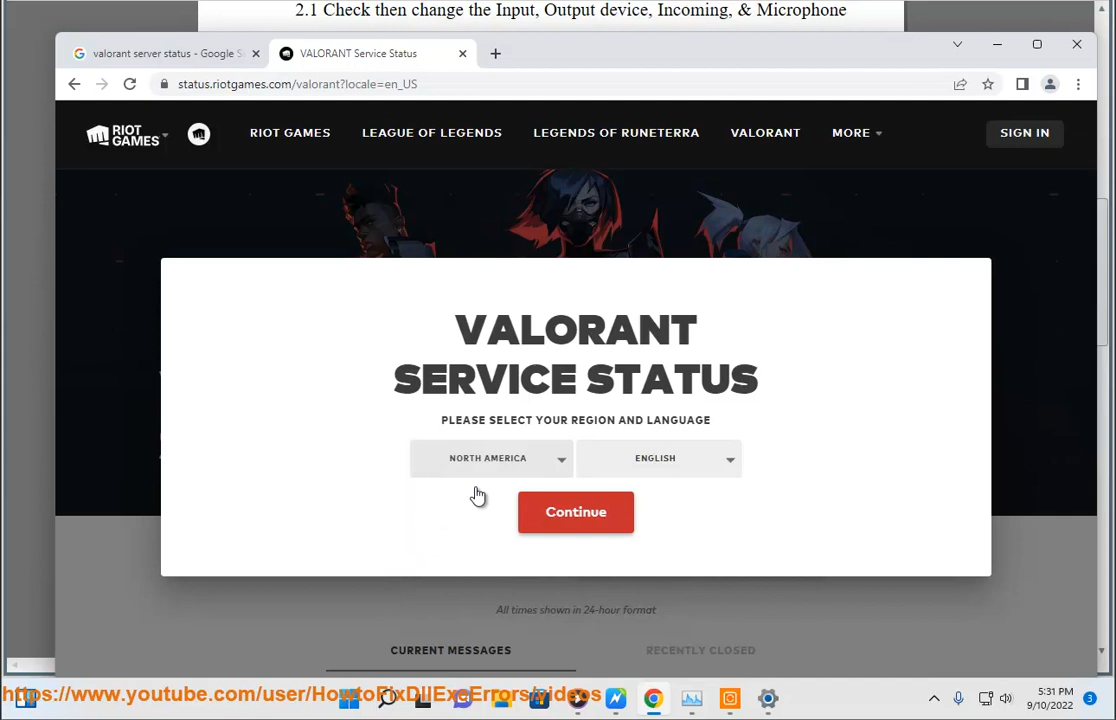 2.1 Check then change the Input, Output device, Incoming, & Microphone
valorant server status - Google S
VALORANT Service Status
status.riotgames.com/valorant?locale=en_US
RIOT GAMES
RIOT GAMES LEAGUE OF LEGENDS LEGENDS OF RUNETERRA VALORANT MORE SIGN IN
VALORANT
SERVICE STATUS
PLEASE SELECT YOUR REGION AND LANGUAGE
NORTH AMERICA ENGLISH
Continue
All times shown in 24-hour format
CURRENT MESSAGES RECENTLY CLOSED
https://www.youtube.com/user/HowtoFixDllExeErrors/videos
5:31 PM
9/10/2022
3